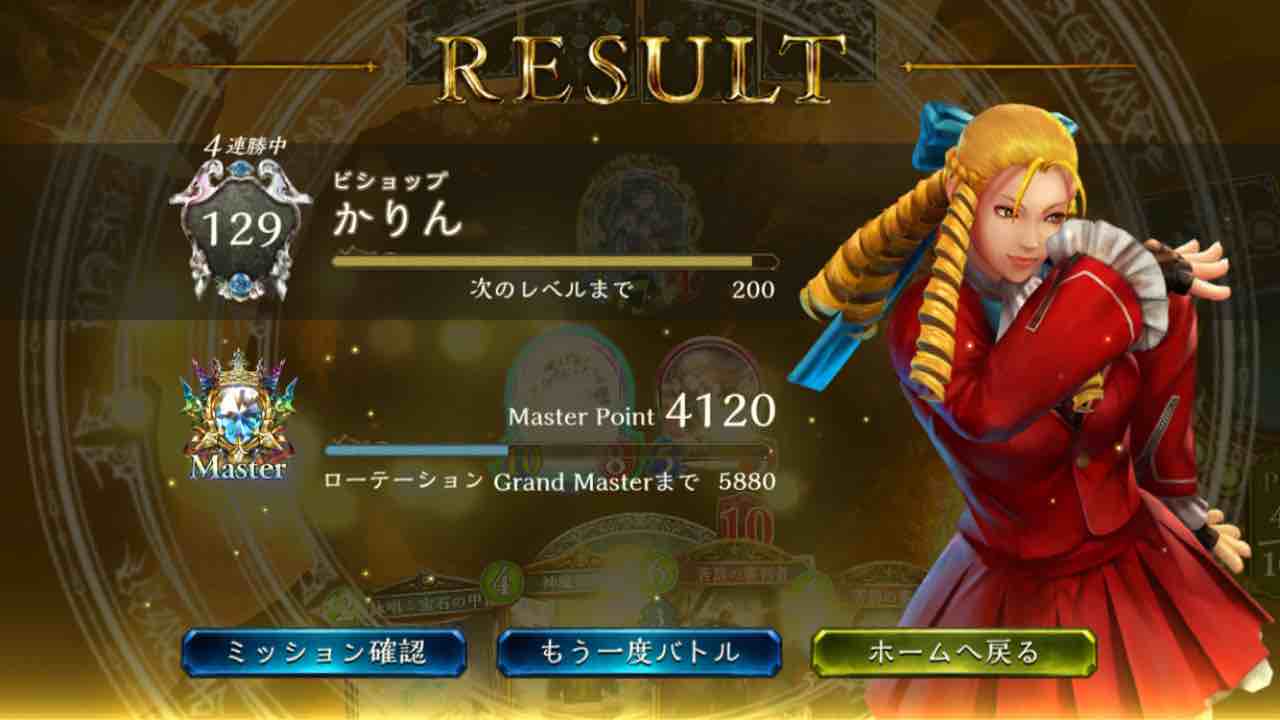 RESULT
4連勝中
129
ビショップ
かりん
次のレベルまで 200
Master
Master Point 4120
ローテーション Grand Masterまで 5880
10
4
6
ミッション確認
もう一度バトル
ホームへ戻る